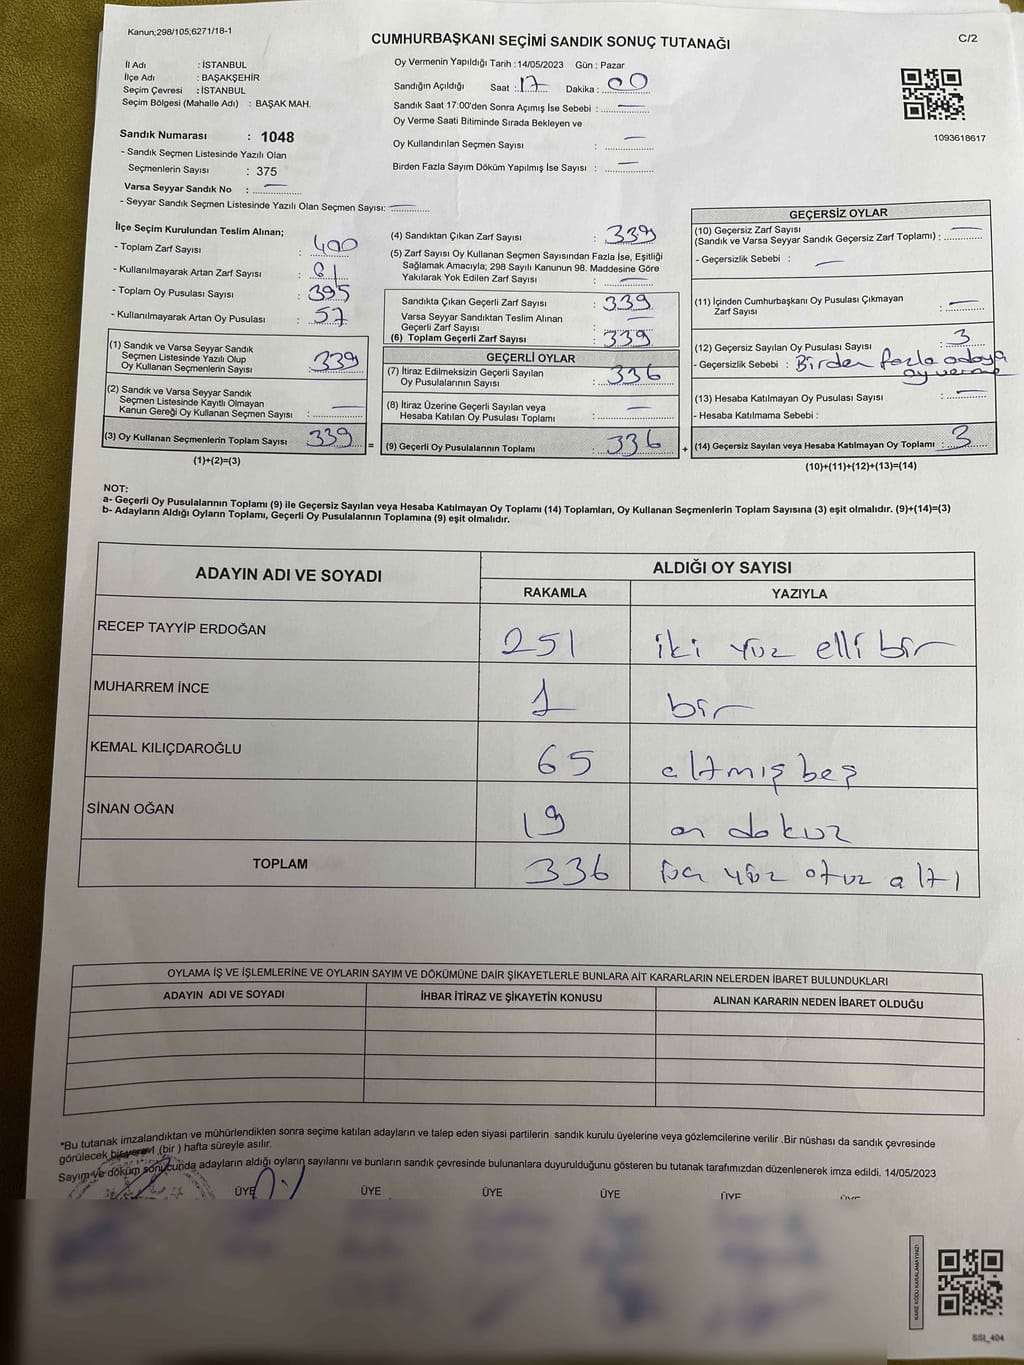 Kanun;298/105;6271/18-1
CUMHURBAŞKANI SEÇİMİ SANDIK SONUÇ TUTANAĞI
C/2
İl Adı : İSTANBUL
İlçe Adı : BAŞAKŞEHİR
Seçim Çevresi : İSTANBUL
Seçim Bölgesi (Mahalle Adı) : BAŞAK MAH.
Sandık Numarası : 1048
- Sandık Seçmen Listesinde Yazılı Olan
Seçmenlerin Sayısı : 375
Varsa Seyyar Sandık No : —
- Seyyar Sandık Seçmen Listesinde Yazılı Olan Seçmen Sayısı: —
Oy Vermenin Yapıldığı Tarih : 14/05/2023 Gün : Pazar
Sandığın Açıldığı Saat : 17 Dakika : 00
Sandık Saat 17:00'den Sonra Açımış İse Sebebi : —
Oy Verme Saati Bitiminde Sırada Bekleyen ve
Oy Kullandırılan Seçmen Sayısı : —
Birden Fazla Sayım Döküm Yapılmış İse Sayısı : —
1093618617
İlçe Seçim Kurulundan Teslim Alınan;
- Toplam Zarf Sayısı : 400
- Kullanılmayarak Artan Zarf Sayısı : 61
- Toplam Oy Pusulası Sayısı : 395
- Kullanılmayarak Artan Oy Pusulası : 57
(1) Sandık ve Varsa Seyyar Sandık
Seçmen Listesinde Yazılı Olup
Oy Kullanan Seçmenlerin Sayısı : 339
(2) Sandık ve Varsa Seyyar Sandık
Seçmen Listesinde Kayıtlı Olmayan
Kanun Gereği Oy Kullanan Seçmen Sayısı : —
(3) Oy Kullanan Seçmenlerin Toplam Sayısı : 339
(1)+(2)=(3)
=
(4) Sandıktan Çıkan Zarf Sayısı : 339
(5) Zarf Sayısı Oy Kullanan Seçmen Sayısından Fazla İse, Eşitliği
Sağlamak Amacıyla; 298 Sayılı Kanunun 98. Maddesine Göre
Yakılarak Yok Edilen Zarf Sayısı : —
Sandıkta Çıkan Geçerli Zarf Sayısı : 339
Varsa Seyyar Sandıktan Teslim Alınan
Geçerli Zarf Sayısı : —
(6) Toplam Geçerli Zarf Sayısı : 339
GEÇERLİ OYLAR
(7) İtiraz Edilmeksizin Geçerli Sayılan
Oy Pusulalarının Sayısı : 336
(8) İtiraz Üzerine Geçerli Sayılan veya
Hesaba Katılan Oy Pusulası Toplamı : —
(9) Geçerli Oy Pusulalarının Toplamı : 336
+
GEÇERSİZ OYLAR
(10) Geçersiz Zarf Sayısı
(Sandık ve Varsa Seyyar Sandık Geçersiz Zarf Toplamı) : —
- Geçersizlik Sebebi : —
(11) İçinden Cumhurbaşkanı Oy Pusulası Çıkmayan
Zarf Sayısı : —
(12) Geçersiz Sayılan Oy Pusulası Sayısı : 3
- Geçersizlik Sebebi : Birden fazla adaya
oy verme
(13) Hesaba Katılmayan Oy Pusulası Sayısı : —
- Hesaba Katılmama Sebebi :
(14) Geçersiz Sayılan veya Hesaba Katılmayan Oy Toplamı : 3
(10)+(11)+(12)+(13)=(14)
NOT:
a- Geçerli Oy Pusulalarının Toplamı (9) ile Geçersiz Sayılan veya Hesaba Katılmayan Oy Toplamı (14) Toplamları, Oy Kullanan Seçmenlerin Toplam Sayısına (3) eşit olmalıdır. (9)+(14)=(3)
b- Adayların Aldığı Oyların Toplamı, Geçerli Oy Pusulalarının Toplamına (9) eşit olmalıdır.
ADAYIN ADI VE SOYADI ALDIĞI OY SAYISI
RAKAMLA YAZIYLA
RECEP TAYYİP ERDOĞAN 251 iki yüz elli bir
MUHARREM İNCE 1 bir
KEMAL KILIÇDAROĞLU 65 altmış beş
SİNAN OĞAN 19 on dokuz
TOPLAM 336 üç yüz otuz altı
OYLAMA İŞ VE İŞLEMLERİNE VE OYLARIN SAYIM VE DÖKÜMÜNE DAİR ŞİKAYETLERLE BUNLARA AİT KARARLARIN NELERDEN İBARET BULUNDUKLARI
ADAYIN ADI VE SOYADI İHBAR İTİRAZ VE ŞİKAYETİN KONUSU ALINAN KARARIN NEDEN İBARET OLDUĞU
*Bu tutanak imzalandıktan ve mühürlendikten sonra seçime katılan adayların ve talep eden siyasi partilerin sandık kurulu üyelerine veya gözlemcilerine verilir .Bir nüshası da sandık çevresinde
görülecek bir yere 1 (bir ) hafta süreyle asılır.
Sayım ve döküm sonucunda adayların aldığı oyların sayılarını ve bunların sandık çevresinde bulunanlara duyurulduğunu gösteren bu tutanak tarafımızdan düzenlenerek imza edildi. 14/05/2023
ÜYE ÜYE ÜYE ÜYE ÜYE ÜYE
KARE KODU KARALAMAYINIZ!
SSI_404